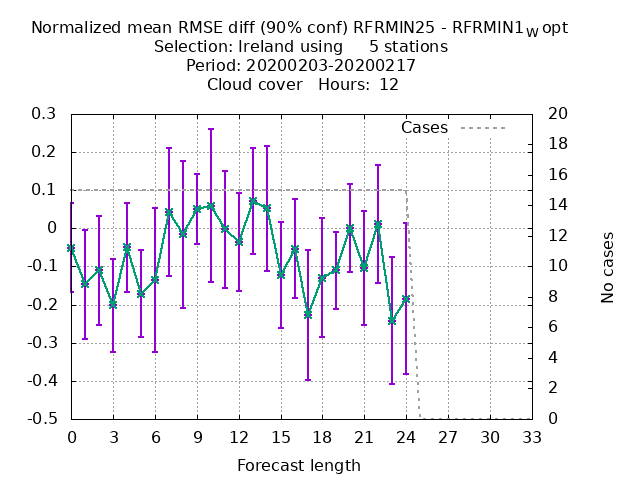 Normalized mean RMSE diff (90% conf) RFRMIN25 - RFRMIN1W opt
Selection: Ireland using 5 stations
Period: 20200203-20200217
Cloud cover Hours: 12
Cases
0.3
0.2
0.1
0
-0.1
-0.2
-0.3
-0.4
-0.5
20
18
16
14
12
10
8
6
4
2
0
No cases
0 3 6 9 12 15 18 21 24 27 30 33
Forecast length